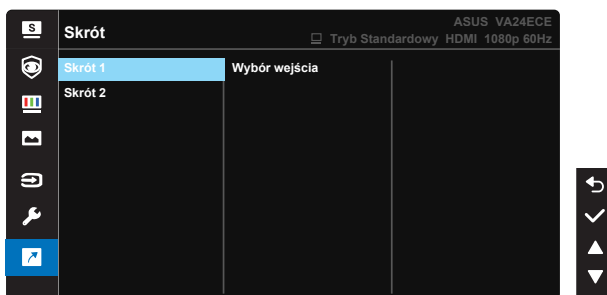 S
Skrót
ASUS VA24ECE
Tryb Standardowy HDMI 1080p 60Hz
Skrót 1
Wybór wejścia
Skrót 2